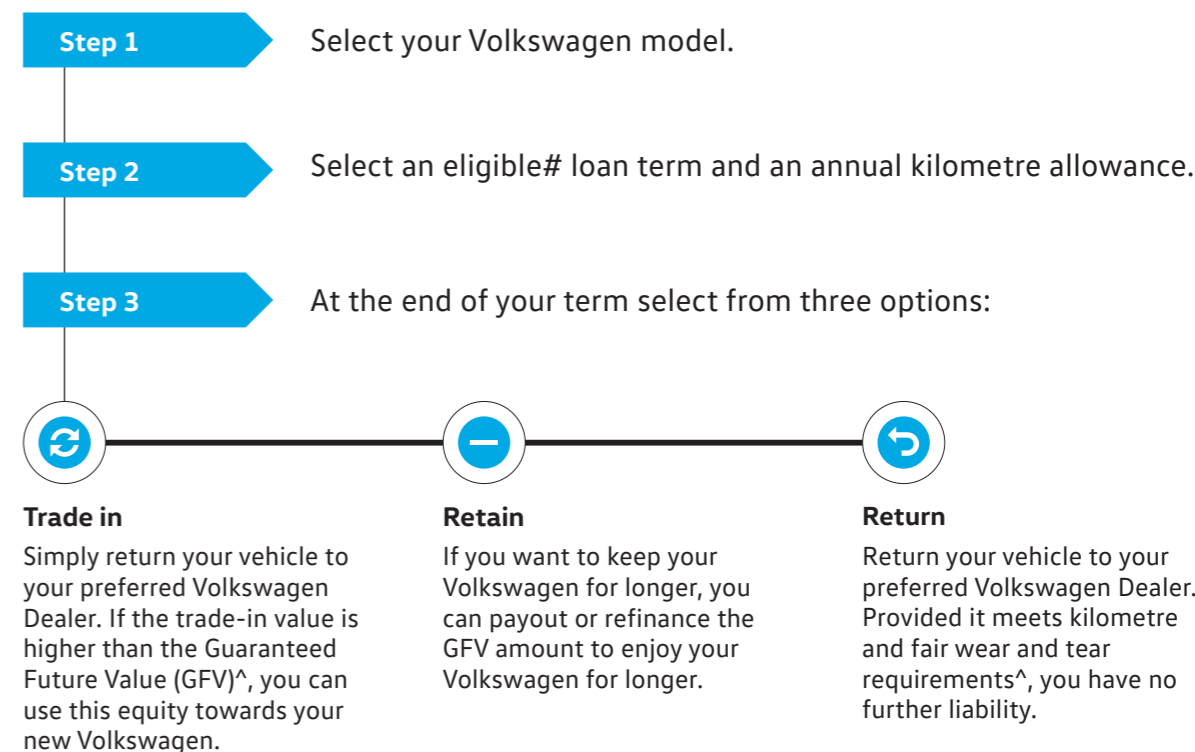 Step 1
Select your Volkswagen model.
Step 2
Select an eligible# loan term and an annual kilometre allowance.
Step 3
At the end of your term select from three options:
Trade in
Simply return your vehicle to
your preferred Volkswagen
Dealer. If the trade-in value is
higher than the Guaranteed
Future Value (GFV)^, you can
use this equity towards your
new Volkswagen.
Retain
If you want to keep your
Volkswagen for longer, you
can payout or refinance the
GFV amount to enjoy your
Volkswagen for longer.
Return
Return your vehicle to your
preferred Volkswagen Dealer.
Provided it meets kilometre
and fair wear and tear
requirements^, you have no
further liability.